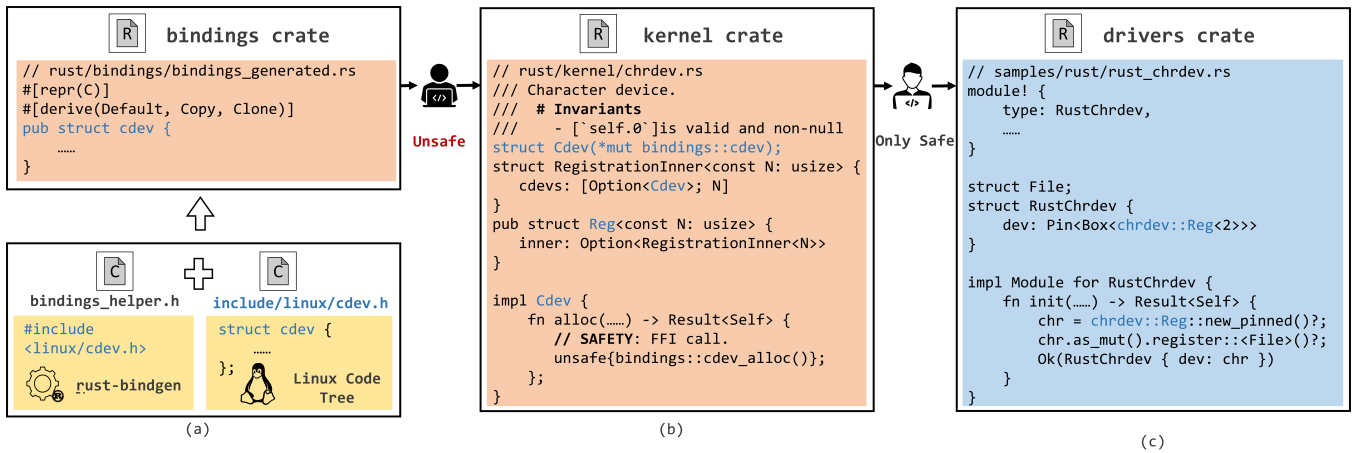 R
bindings crate
// rust/bindings/bindings_generated.rs
#[repr(C)]
#[derive(Default, Copy, Clone)]
pub struct cdev {
……
}
C
C
bindings_helper.h
include/linux/cdev.h
#include
<linux/cdev.h>
rust-bindgen
struct cdev {
……
};
Linux Code
Tree
(a)
Unsafe
R
kernel crate
// rust/kernel/chrdev.rs
/// Character device.
/// # Invariants
/// - [`self.0`]is valid and non-null
struct Cdev(*mut bindings::cdev);
struct RegistrationInner<const N: usize> {
cdevs: [Option<Cdev>; N]
}
pub struct Reg<const N: usize> {
inner: Option<RegistrationInner<N>>
}
impl Cdev {
fn alloc(……) -> Result<Self> {
// SAFETY: FFI call.
unsafe{bindings::cdev_alloc()};
};
}
(b)
Only Safe
R
drivers crate
// samples/rust/rust_chrdev.rs
module! {
type: RustChrdev,
……
}
struct File;
struct RustChrdev {
dev: Pin<Box<chrdev::Reg<2>>>
}
impl Module for RustChrdev {
fn init(……) -> Result<Self> {
chr = chrdev::Reg::new_pinned()?;
chr.as_mut().register::<File>()?;
Ok(RustChrdev { dev: chr })
}
}
(c)